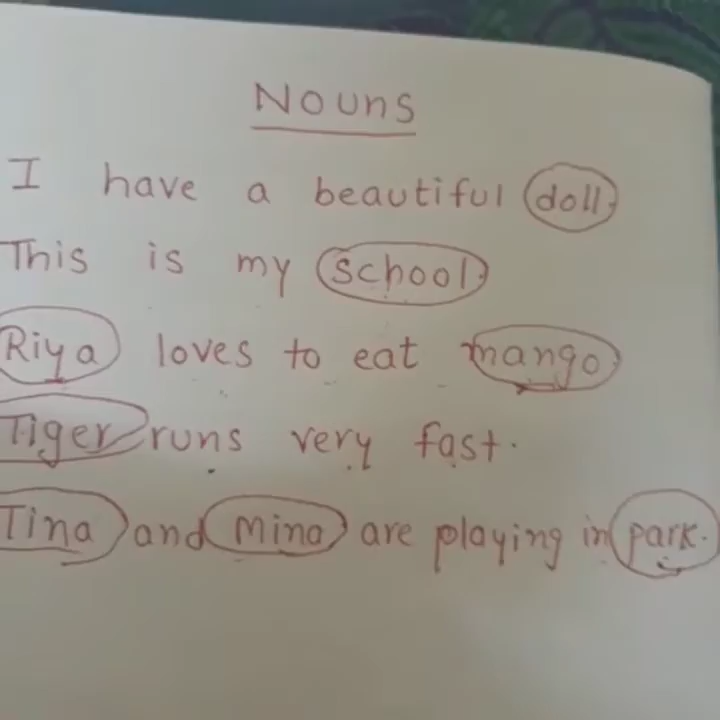 Nouns
I have a beautiful doll.
This is my school.
Riya loves to eat mango.
Tiger runs very fast.
Tina and Mina are playing in park.